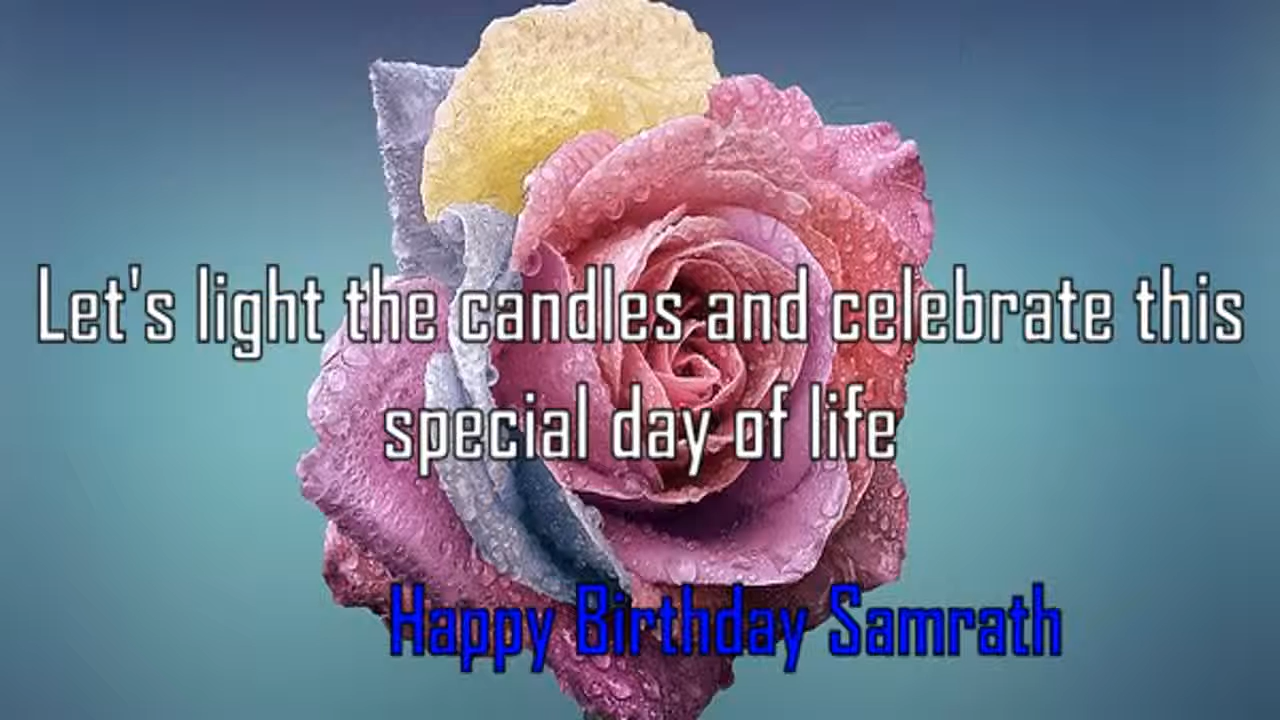 Let's light the candles and celebrate this
special day of life
Happy Birthday Samrath